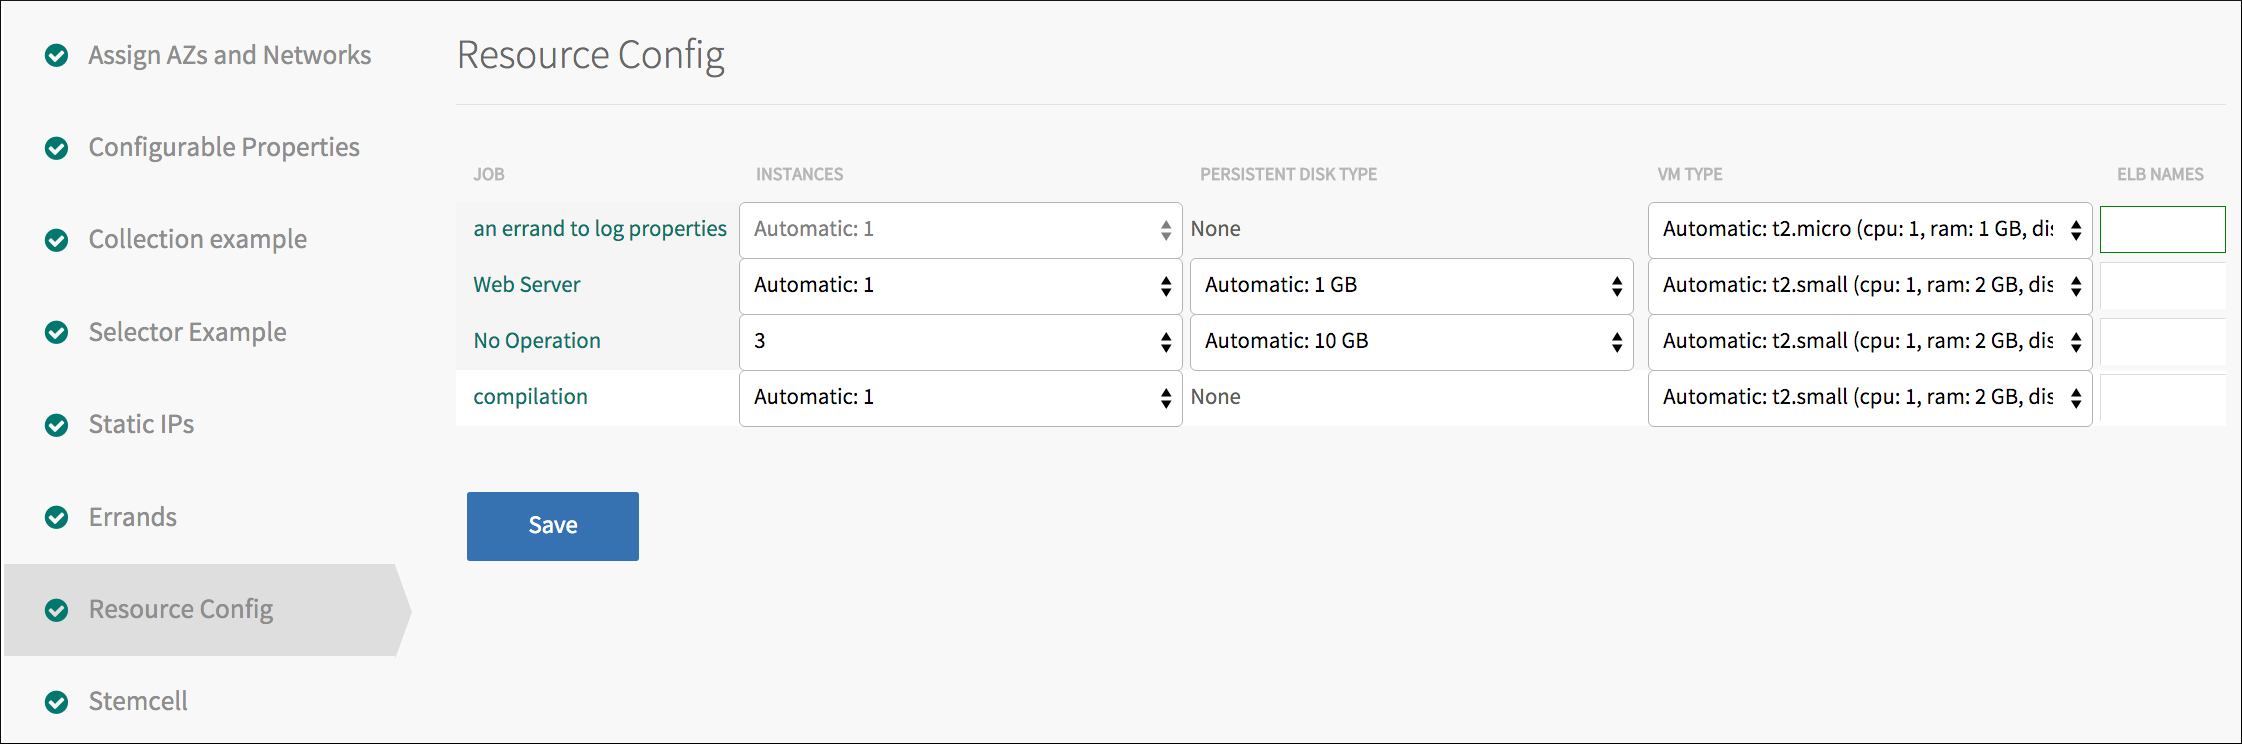 Assign AZs and Networks
Configurable Properties
Collection example
Selector Example
Static IPs
Errands
Resource Config
Stemcell
Resource Config
JOB INSTANCES PERSISTENT DISK TYPE VM TYPE ELB NAMES
an errand to log properties Automatic: 1 None Automatic: t2.micro (cpu: 1, ram: 1 GB, dis
Web Server Automatic: 1 Automatic: 1 GB Automatic: t2.small (cpu: 1, ram: 2 GB, dis
No Operation 3 Automatic: 10 GB Automatic: t2.small (cpu: 1, ram: 2 GB, dis
compilation Automatic: 1 None Automatic: t2.small (cpu: 1, ram: 2 GB, dis
Save